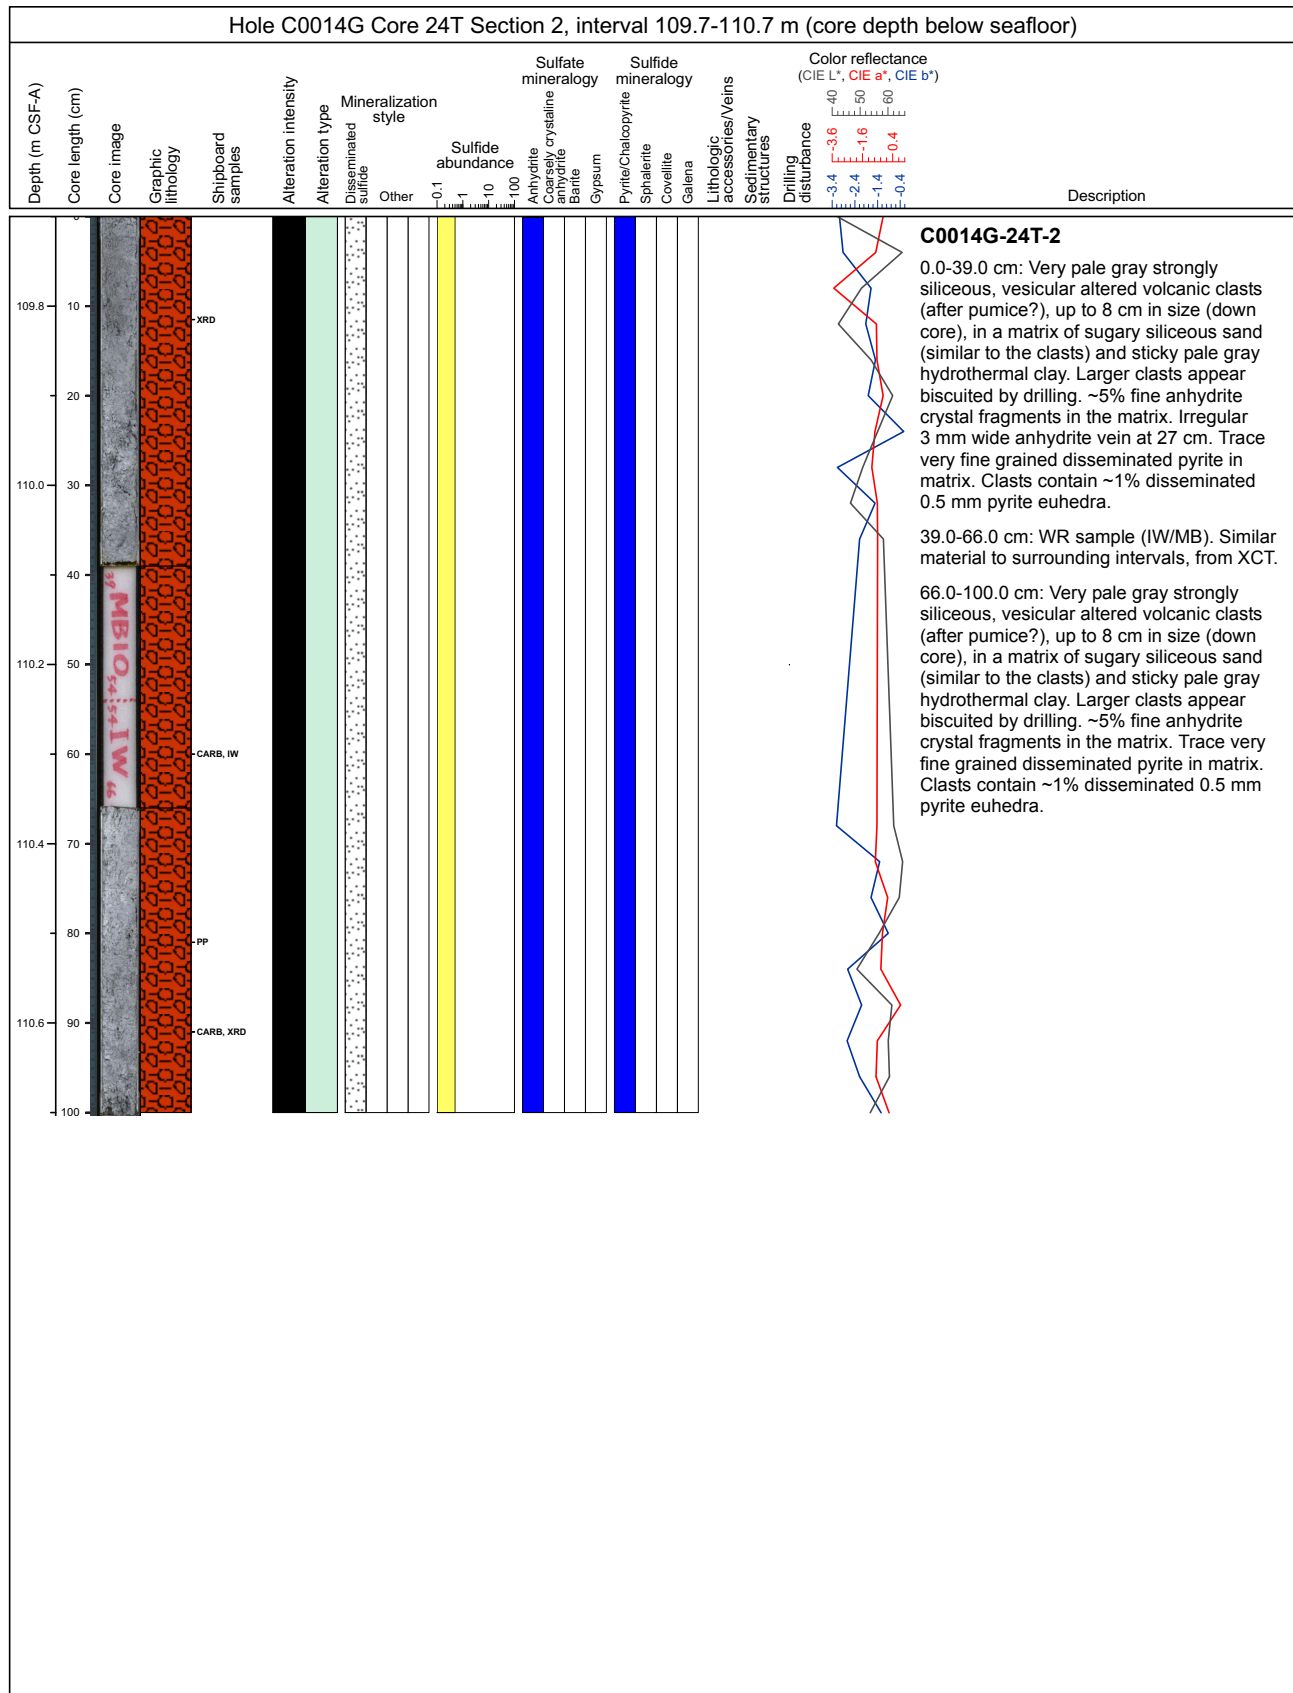 Hole C0014G Core 24T Section 2, interval 109.7-110.7 m (core depth below seafloor)
Depth (m CSF-A)
Core length (cm)
Core image
Graphic
lithology
Shipboard
samples
Alteration intensity
Alteration type
Mineralization
style
Disseminated
sulfide
Other
Sulfide
abundance
0.1
1
10
100
Sulfate
mineralogy
Anhydrite
Coarsely crystaline
anhydrite
Barite
Gypsum
Sulfide
mineralogy
Pyrite/Chalcopyrite
Sphalerite
Covellite
Galena
Lithologic
accessories/Veins
Sedimentary
structures
Drilling
disturbance
Color reflectance
(CIE L*, CIE a*, CIE b*)
40
50
60
-3.6
-1.6
0.4
-3.4
-2.4
-1.4
-0.4
Description
109.8
110.0
110.2
110.4
110.6
0
10
20
30
40
50
60
70
80
90
100
39 MBIO 54
54 IW 66
XRD
CARB, IW
PP
CARB, XRD
C0014G-24T-2
0.0-39.0 cm: Very pale gray strongly
siliceous, vesicular altered volcanic clasts
(after pumice?), up to 8 cm in size (down
core), in a matrix of sugary siliceous sand
(similar to the clasts) and sticky pale gray
hydrothermal clay. Larger clasts appear
biscuited by drilling. ~5% fine anhydrite
crystal fragments in the matrix. Irregular
3 mm wide anhydrite vein at 27 cm. Trace
very fine grained disseminated pyrite in
matrix. Clasts contain ~1% disseminated
0.5 mm pyrite euhedra.
39.0-66.0 cm: WR sample (IW/MB). Similar
material to surrounding intervals, from XCT.
66.0-100.0 cm: Very pale gray strongly
siliceous, vesicular altered volcanic clasts
(after pumice?), up to 8 cm in size (down
core), in a matrix of sugary siliceous sand
(similar to the clasts) and sticky pale gray
hydrothermal clay. Larger clasts appear
biscuited by drilling. ~5% fine anhydrite
crystal fragments in the matrix. Trace very
fine grained disseminated pyrite in matrix.
Clasts contain ~1% disseminated 0.5 mm
pyrite euhedra.